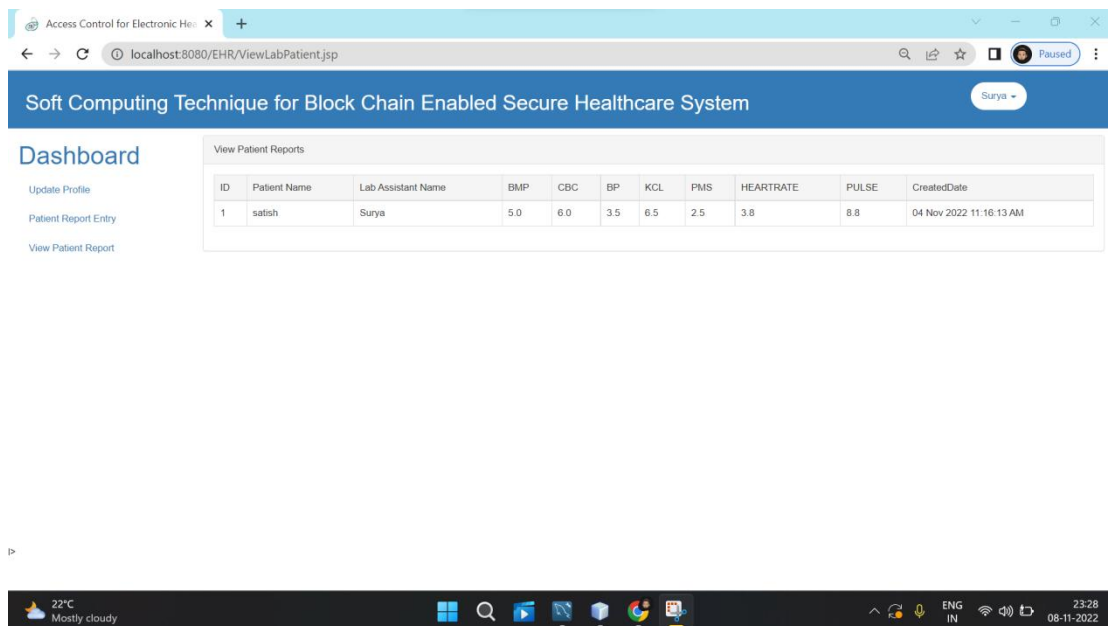 Access Control for Electronic Hea
localhost:8080/EHR/ViewLabPatient.jsp
Paused
Soft Computing Technique for Block Chain Enabled Secure Healthcare System
Surya
Dashboard
Update Profile
Patient Report Entry
View Patient Report
View Patient Reports
ID Patient Name Lab Assistant Name BMP CBC BP KCL PMS HEARTRATE PULSE CreatedDate
1 satish Surya 5.0 6.0 3.5 6.5 2.5 3.8 8.8 04 Nov 2022 11:16:13 AM
|>
22°C
Mostly cloudy
ENG
IN
23:28
08-11-2022